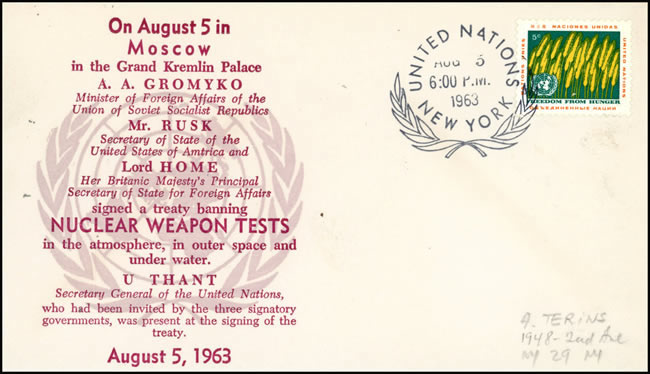 On August 5 in
Moscow
in the Grand Kremlin Palace
A. A. GROMYKO
Minister of Foreign Affairs of the
Union of Soviet Socialist Republics
Mr. RUSK
Secretary of State of the
United States of Amtrica and
Lord HOME
Her Britanic Majesty's Principal
Secretary of State for Foreign Affairs
signed a treaty banning
NUCLEAR WEAPON TESTS
in the atmosphere, in outer space and
under water.
U THANT
Secretary General of the United Nations,
who had been invited by the three signatory
governments, was present at the signing of the
treaty.
August 5, 1963
UNITED NATIONS
AUG 5
6:00 P.M.
1963
NEW YORK
NACIONES UNIDAS
5c
NATIONS UNIES
UNITED NATIONS
FREEDOM FROM HUNGER
A. TERINS
1948 - 2nd Ave
NY 29 NY